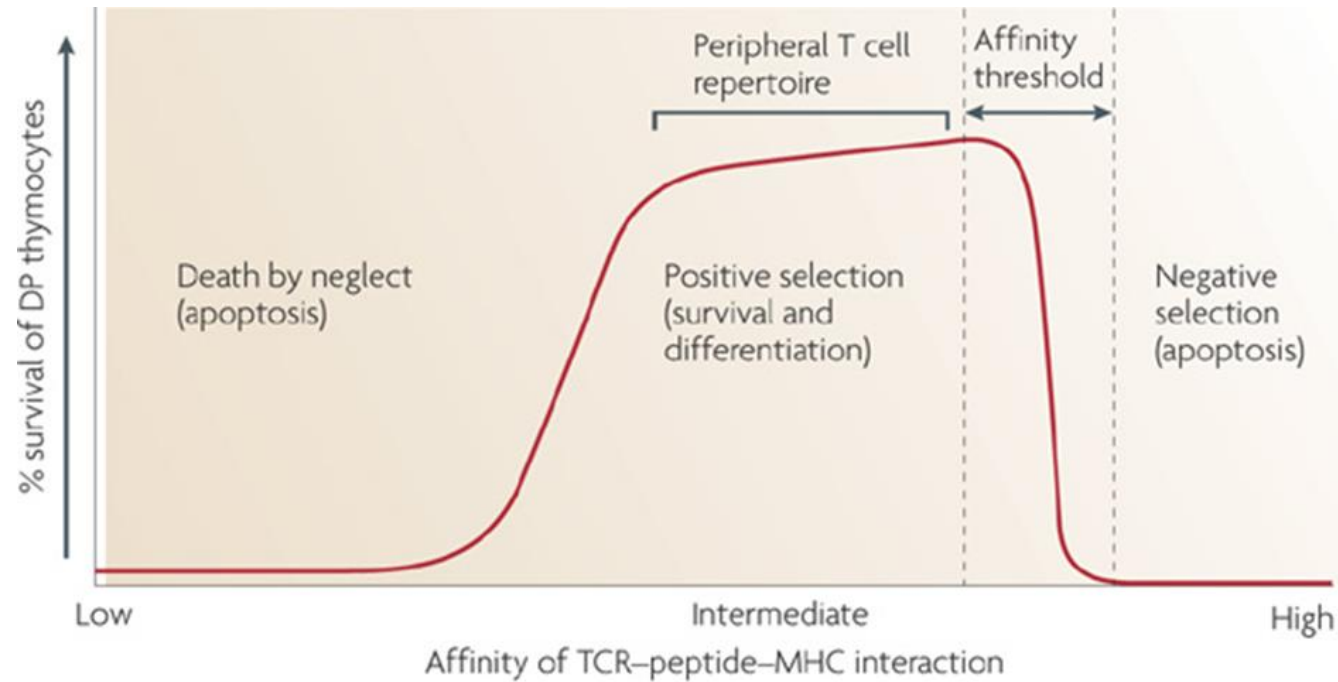 % survival of DP thymocytes
Peripheral T cell
repertoire
Affinity
threshold
Death by neglect
(apoptosis)
Positive selection
(survival and
differentiation)
Negative
selection
(apoptosis)
Low
Intermediate
High
Affinity of TCR–peptide–MHC interaction